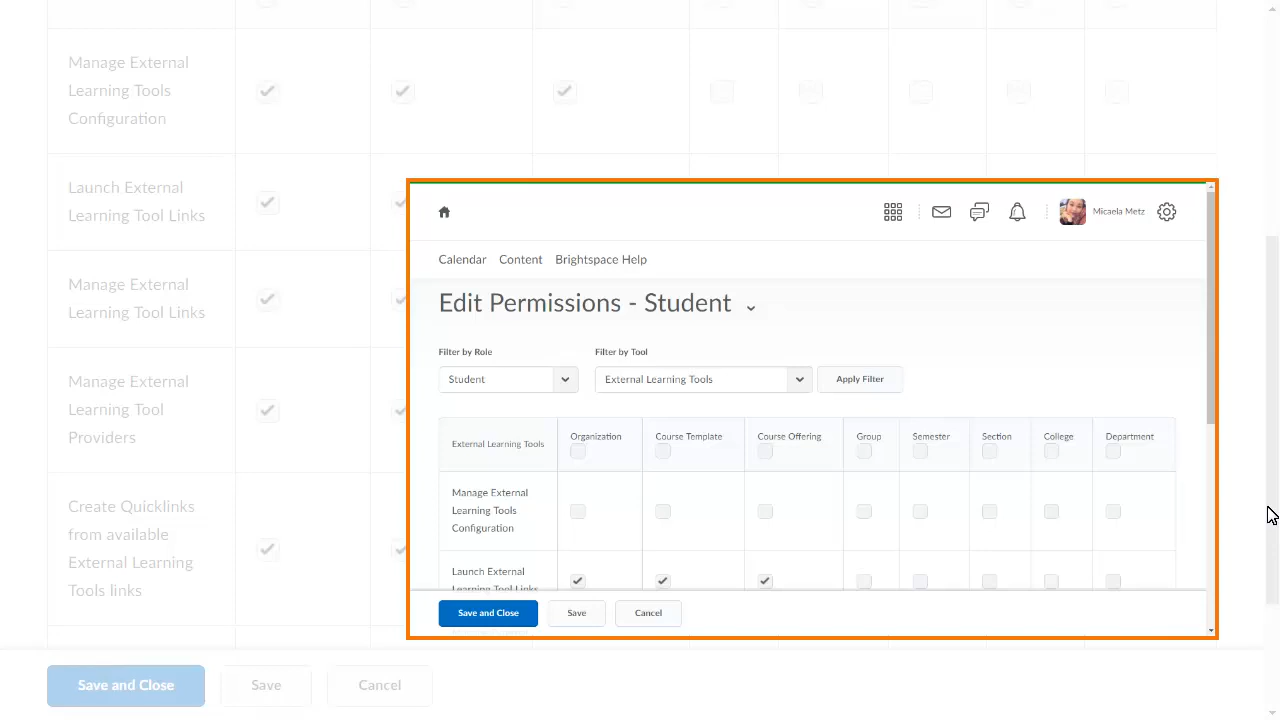 Manage External
Learning Tools
Configuration
Launch External
Learning Tool Links
Manage External
Learning Tool Links
Manage External
Learning Tool
Providers
Create Quicklinks
from available
External Learning
Tools links
Save and Close Save Cancel
Micaela Metz
Calendar Content Brightspace Help
Edit Permissions - Student
Filter by Role Filter by Tool
Student External Learning Tools Apply Filter
External Learning Tools Organization Course Template Course Offering Group Semester Section College Department
Manage External
Learning Tools
Configuration
Launch External
Learning Tool Links
Save and Close Save Cancel